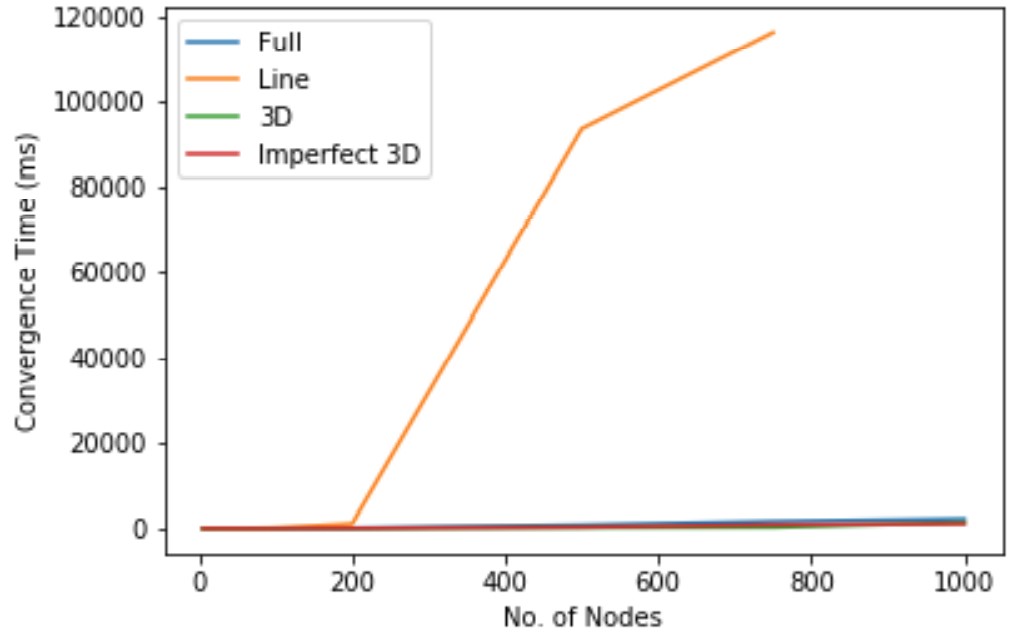 120000
100000
80000
60000
40000
20000
0
Convergence Time (ms)
Full
Line
3D
Imperfect 3D
0 200 400 600 800 1000
No. of Nodes